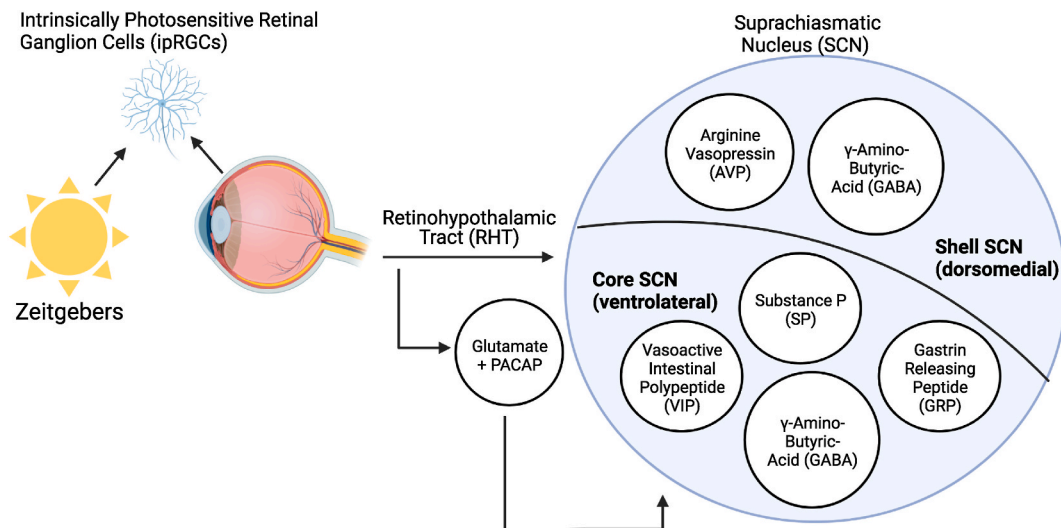 Intrinsically Photosensitive Retinal
Ganglion Cells (ipRGCs)
Zeitgebers
Retinohypothalamic
Tract (RHT)
Glutamate
+ PACAP
Suprachiasmatic
Nucleus (SCN)
Arginine
Vasopressin
(AVP)
γ-Amino-
Butyric-
Acid (GABA)
Shell SCN
(dorsomedial)
Core SCN
(ventrolateral)
Substance P
(SP)
Vasoactive
Intestinal
Polypeptide
(VIP)
γ-Amino-
Butyric-
Acid (GABA)
Gastrin
Releasing
Peptide
(GRP)